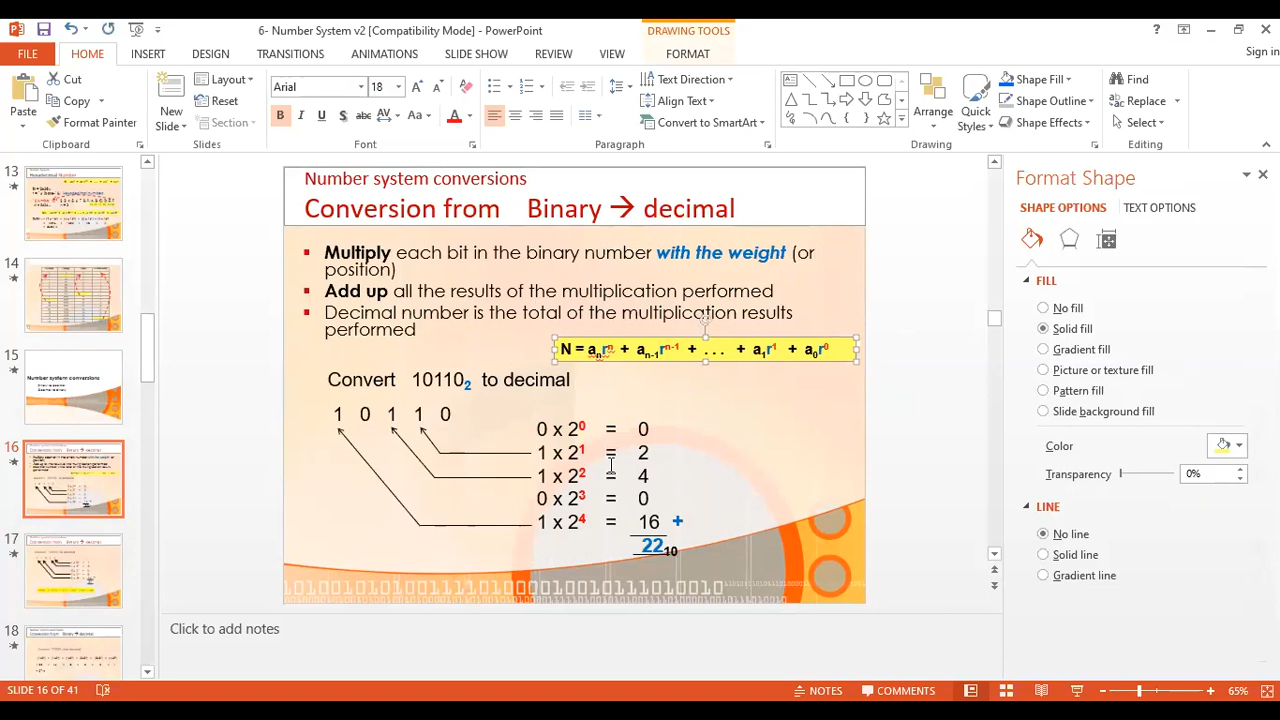 6- Number System v2 [Compatibility Mode] - PowerPoint
DRAWING TOOLS
?
Sign in
FILE HOME INSERT DESIGN TRANSITIONS ANIMATIONS SLIDE SHOW REVIEW VIEW FORMAT
Paste
Cut
Copy
Format Painter
Clipboard
New Slide
Layout
Reset
Section
Slides
Arial 18
B I U S abc AV Aa A
Font
Text Direction
Align Text
Convert to SmartArt
Paragraph
Arrange
Quick Styles
Shape Fill
Shape Outline
Shape Effects
Drawing
Find
Replace
Select
Editing
13
14
15
Number system conversions
16
17
18
Number system conversions
Conversion from Binary → decimal
▪ Multiply each bit in the binary number with the weight (or
position)
▪ Add up all the results of the multiplication performed
▪ Decimal number is the total of the multiplication results
performed
N = aₙrⁿ + aₙ₋₁rⁿ⁻¹ + . . . + a₁r¹ + a₀r⁰
Convert 10110₂ to decimal
1 0 1 1 0
0 x 2⁰ = 0
1 x 2¹ = 2
1 x 2² = 4
0 x 2³ = 0
1 x 2⁴ = 16 +
22₁₀
Click to add notes
Format Shape
SHAPE OPTIONS TEXT OPTIONS
FILL
No fill
Solid fill
Gradient fill
Picture or texture fill
Pattern fill
Slide background fill
Color
Transparency 0%
LINE
No line
Solid line
Gradient line
SLIDE 16 OF 41
NOTES COMMENTS 65%